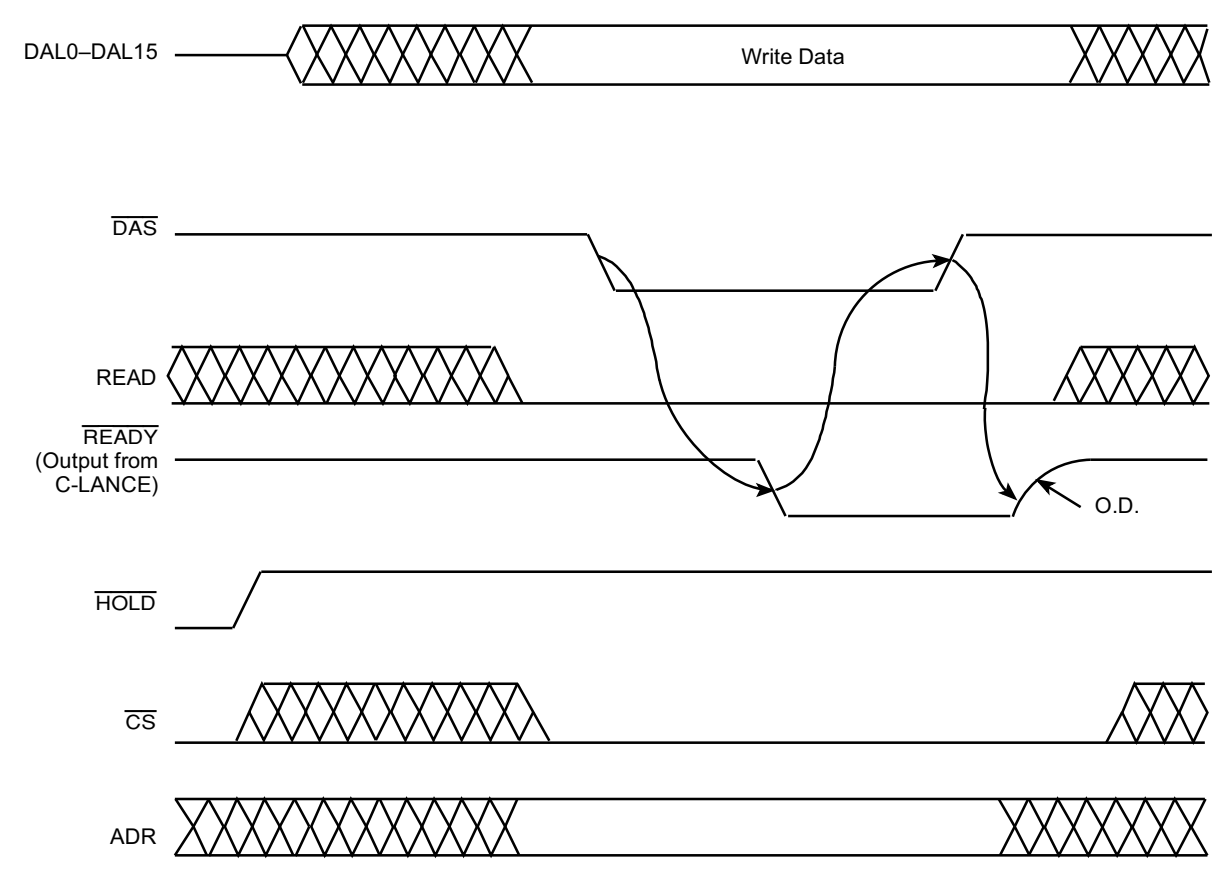 DAL0–DAL15
Write Data
DAS
READ
READY
(Output from
C-LANCE)
O.D.
HOLD
CS
ADR